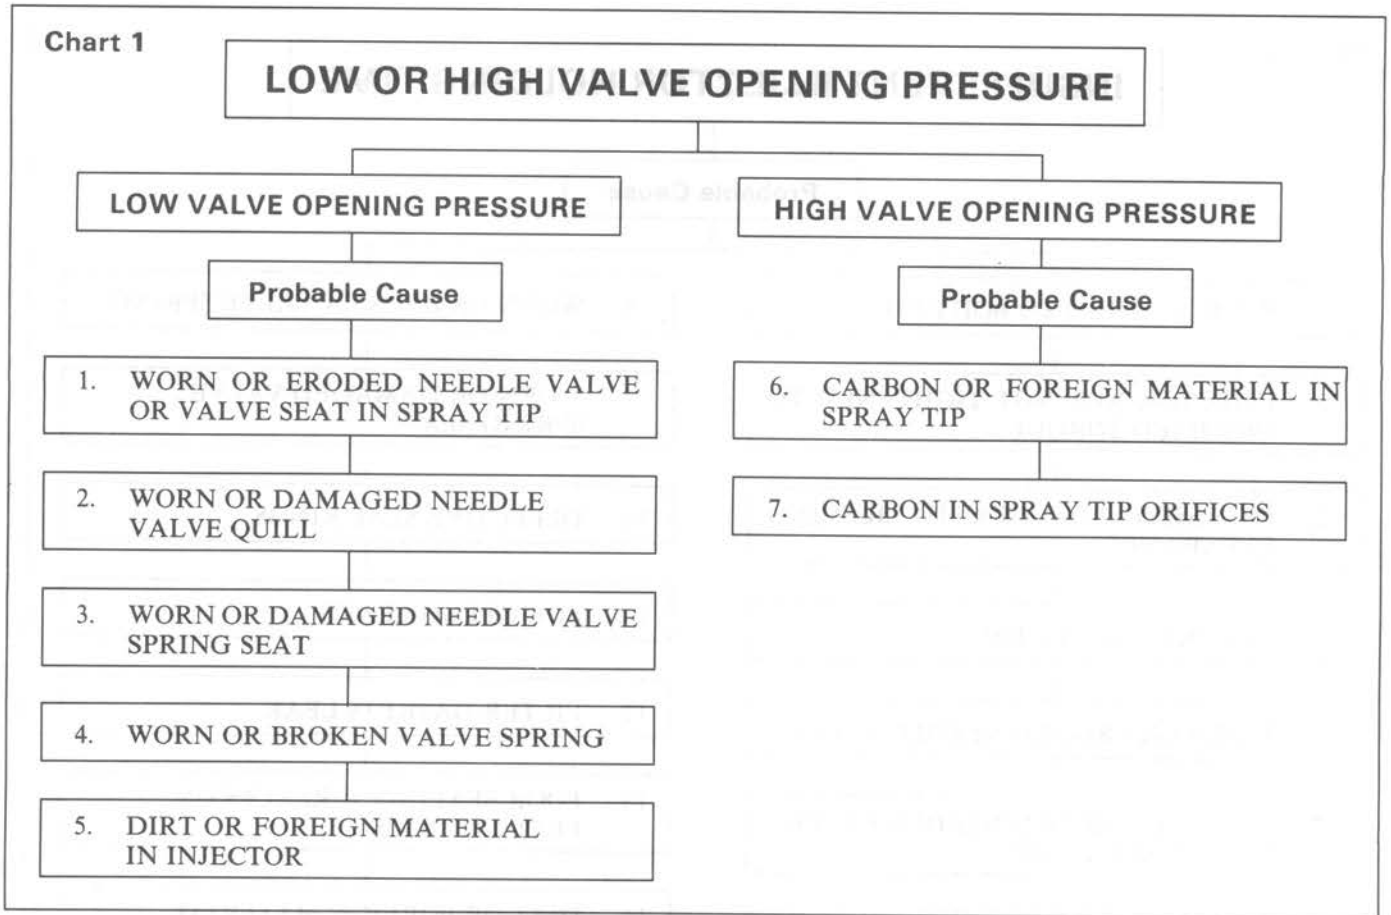 Chart 1
LOW OR HIGH VALVE OPENING PRESSURE
LOW VALVE OPENING PRESSURE
Probable Cause
1. WORN OR ERODED NEEDLE VALVE
OR VALVE SEAT IN SPRAY TIP
2. WORN OR DAMAGED NEEDLE
VALVE QUILL
3. WORN OR DAMAGED NEEDLE VALVE
SPRING SEAT
4. WORN OR BROKEN VALVE SPRING
5. DIRT OR FOREIGN MATERIAL
IN INJECTOR
HIGH VALVE OPENING PRESSURE
Probable Cause
6. CARBON OR FOREIGN MATERIAL IN
SPRAY TIP
7. CARBON IN SPRAY TIP ORIFICES